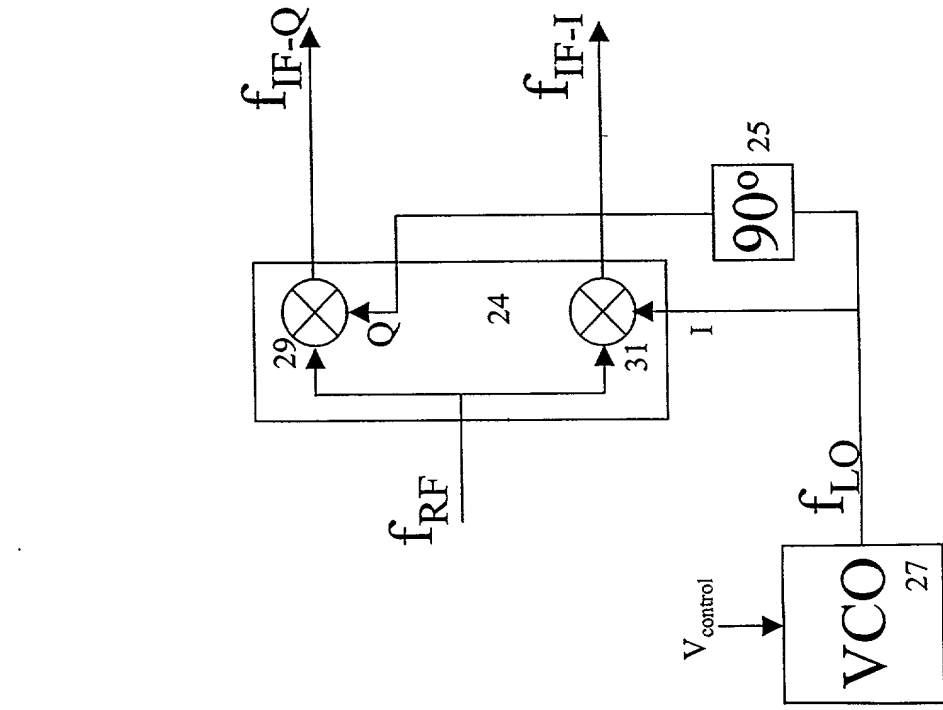 f_IF-Q
f_IF-I
29
Q
24
31
I
90°
25
f_RF
f_LO
V_control
VCO
27